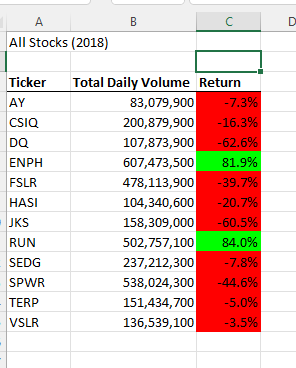 A B C D
All Stocks (2018)
Ticker Total Daily Volume Return
AY 83,079,900 -7.3%
CSIQ 200,879,900 -16.3%
DQ 107,873,900 -62.6%
ENPH 607,473,500 81.9%
FSLR 478,113,900 -39.7%
HASI 104,340,600 -20.7%
JKS 158,309,000 -60.5%
RUN 502,757,100 84.0%
SEDG 237,212,300 -7.8%
SPWR 538,024,300 -44.6%
TERP 151,434,700 -5.0%
VSLR 136,539,100 -3.5%